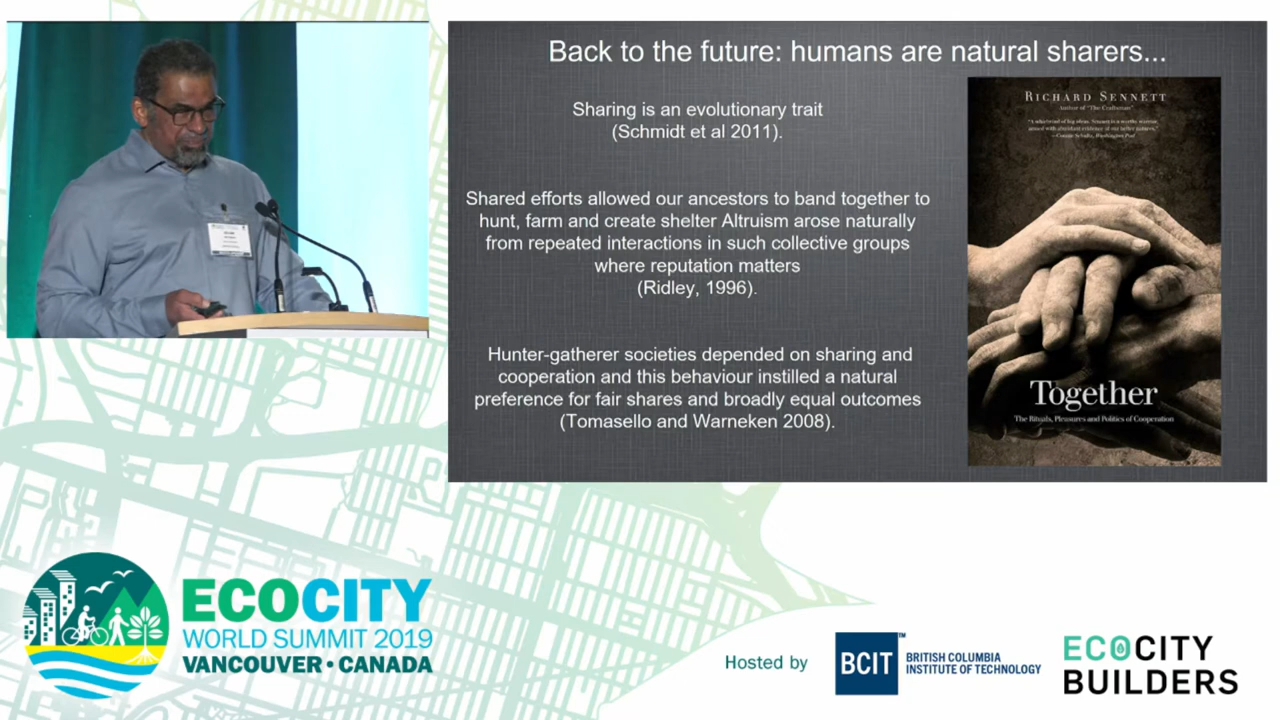 Back to the future: humans are natural sharers...
Sharing is an evolutionary trait
(Schmidt et al 2011).
Shared efforts allowed our ancestors to band together to
hunt, farm and create shelter Altruism arose naturally
from repeated interactions in such collective groups
where reputation matters
(Ridley, 1996).
Hunter-gatherer societies depended on sharing and
cooperation and this behaviour instilled a natural
preference for fair shares and broadly equal outcomes
(Tomasello and Warneken 2008).
RICHARD SENNETT
Author of "The Craftsman"
Together
The Rituals, Pleasures and Politics of Cooperation
ECOCITY
WORLD SUMMIT 2019
VANCOUVER • CANADA
Hosted by
BCIT™
BRITISH COLUMBIA
INSTITUTE OF TECHNOLOGY
ECOCITY
BUILDERS